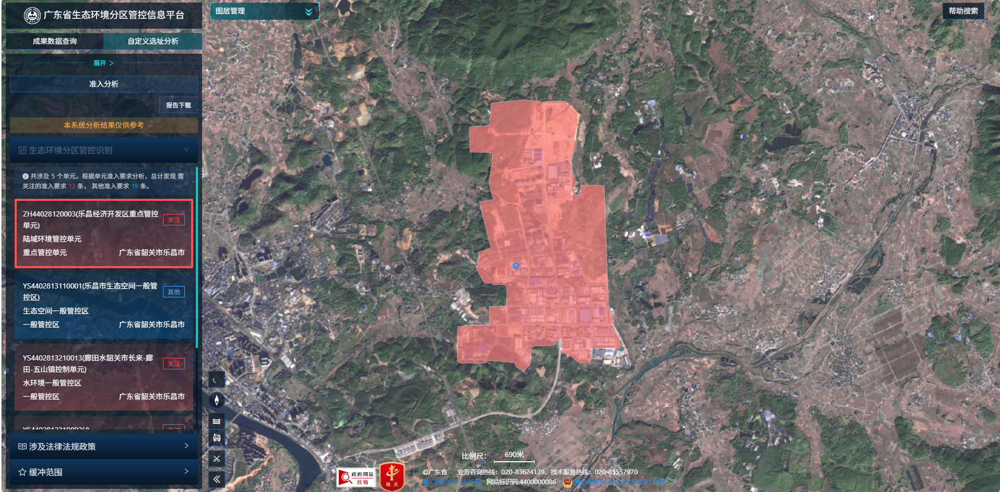 广东省生态环境分区管控信息平台
图层管理
帮助搜索
成果数据查询
自定义选址分析
展开
准入分析
报告下载
本系统分析结果仅供参考
生态环境分区管控识别
共涉及 5 个单元，根据单元准入要求分析，总计发现 需
关注的准入要求 13 条， 其他准入要求 19 条。
ZH44028120003(乐昌经济开发区重点管控
单元)
关注
陆域环境管控单元
重点管控单元
广东省韶关市乐昌市
YS4402813110001(乐昌市生态空间一般管
控区)
其他
生态空间一般管控区
一般管控区
广东省韶关市乐昌市
YS4402813210013(廊田水韶关市长来-廊
田-五山镇控制单元)
关注
水环境一般管控区
一般管控区
广东省韶关市乐昌市
涉及法律法规政策
缓冲范围
比例尺：
690米
政府网站
找错
机关
©广东省
业务咨询热线：020-83624139，技术服务热线：020-85557970
网站标识码:4400000086